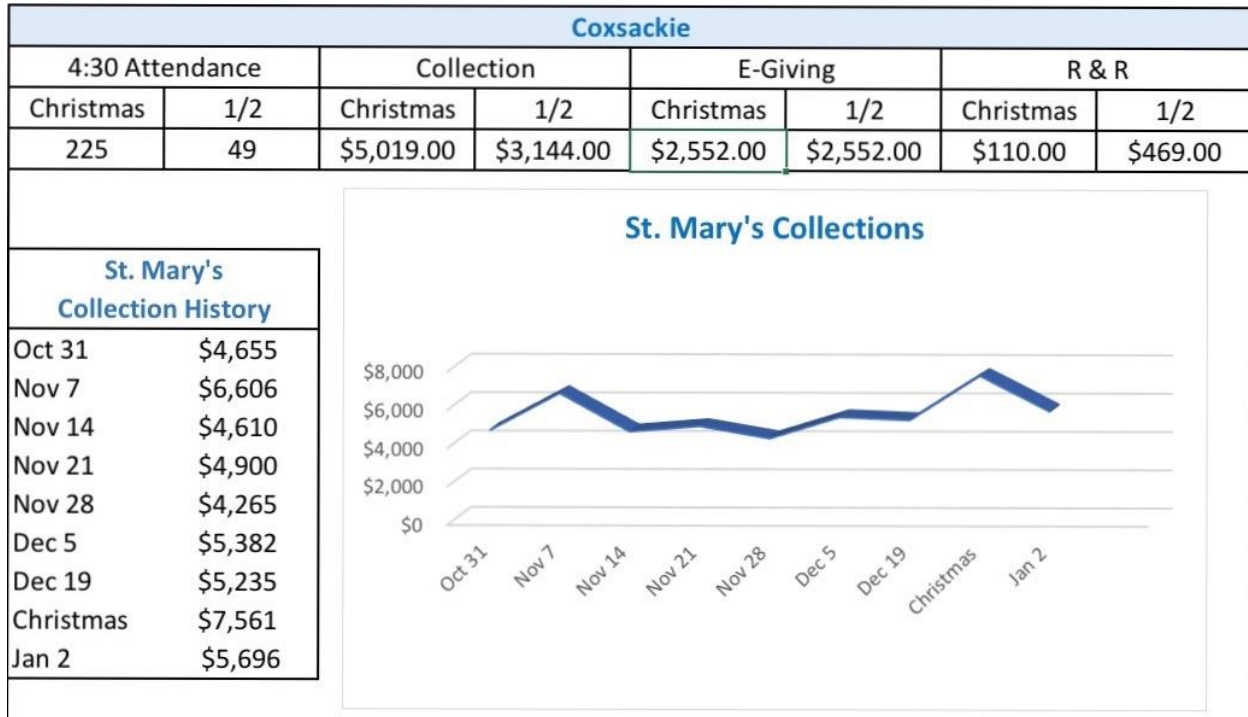 Coxsackie
4:30 Attendance Collection E-Giving R & R
Christmas 1/2 Christmas 1/2 Christmas 1/2 Christmas 1/2
225 49 $5,019.00 $3,144.00 $2,552.00 $2,552.00 $110.00 $469.00
St. Mary's
Collection History
Oct 31 $4,655
Nov 7 $6,606
Nov 14 $4,610
Nov 21 $4,900
Nov 28 $4,265
Dec 5 $5,382
Dec 19 $5,235
Christmas $7,561
Jan 2 $5,696
St. Mary's Collections
$8,000
$6,000
$4,000
$2,000
$0
Oct 31 Nov 7 Nov 14 Nov 21 Nov 28 Dec 5 Dec 19 Christmas Jan 2